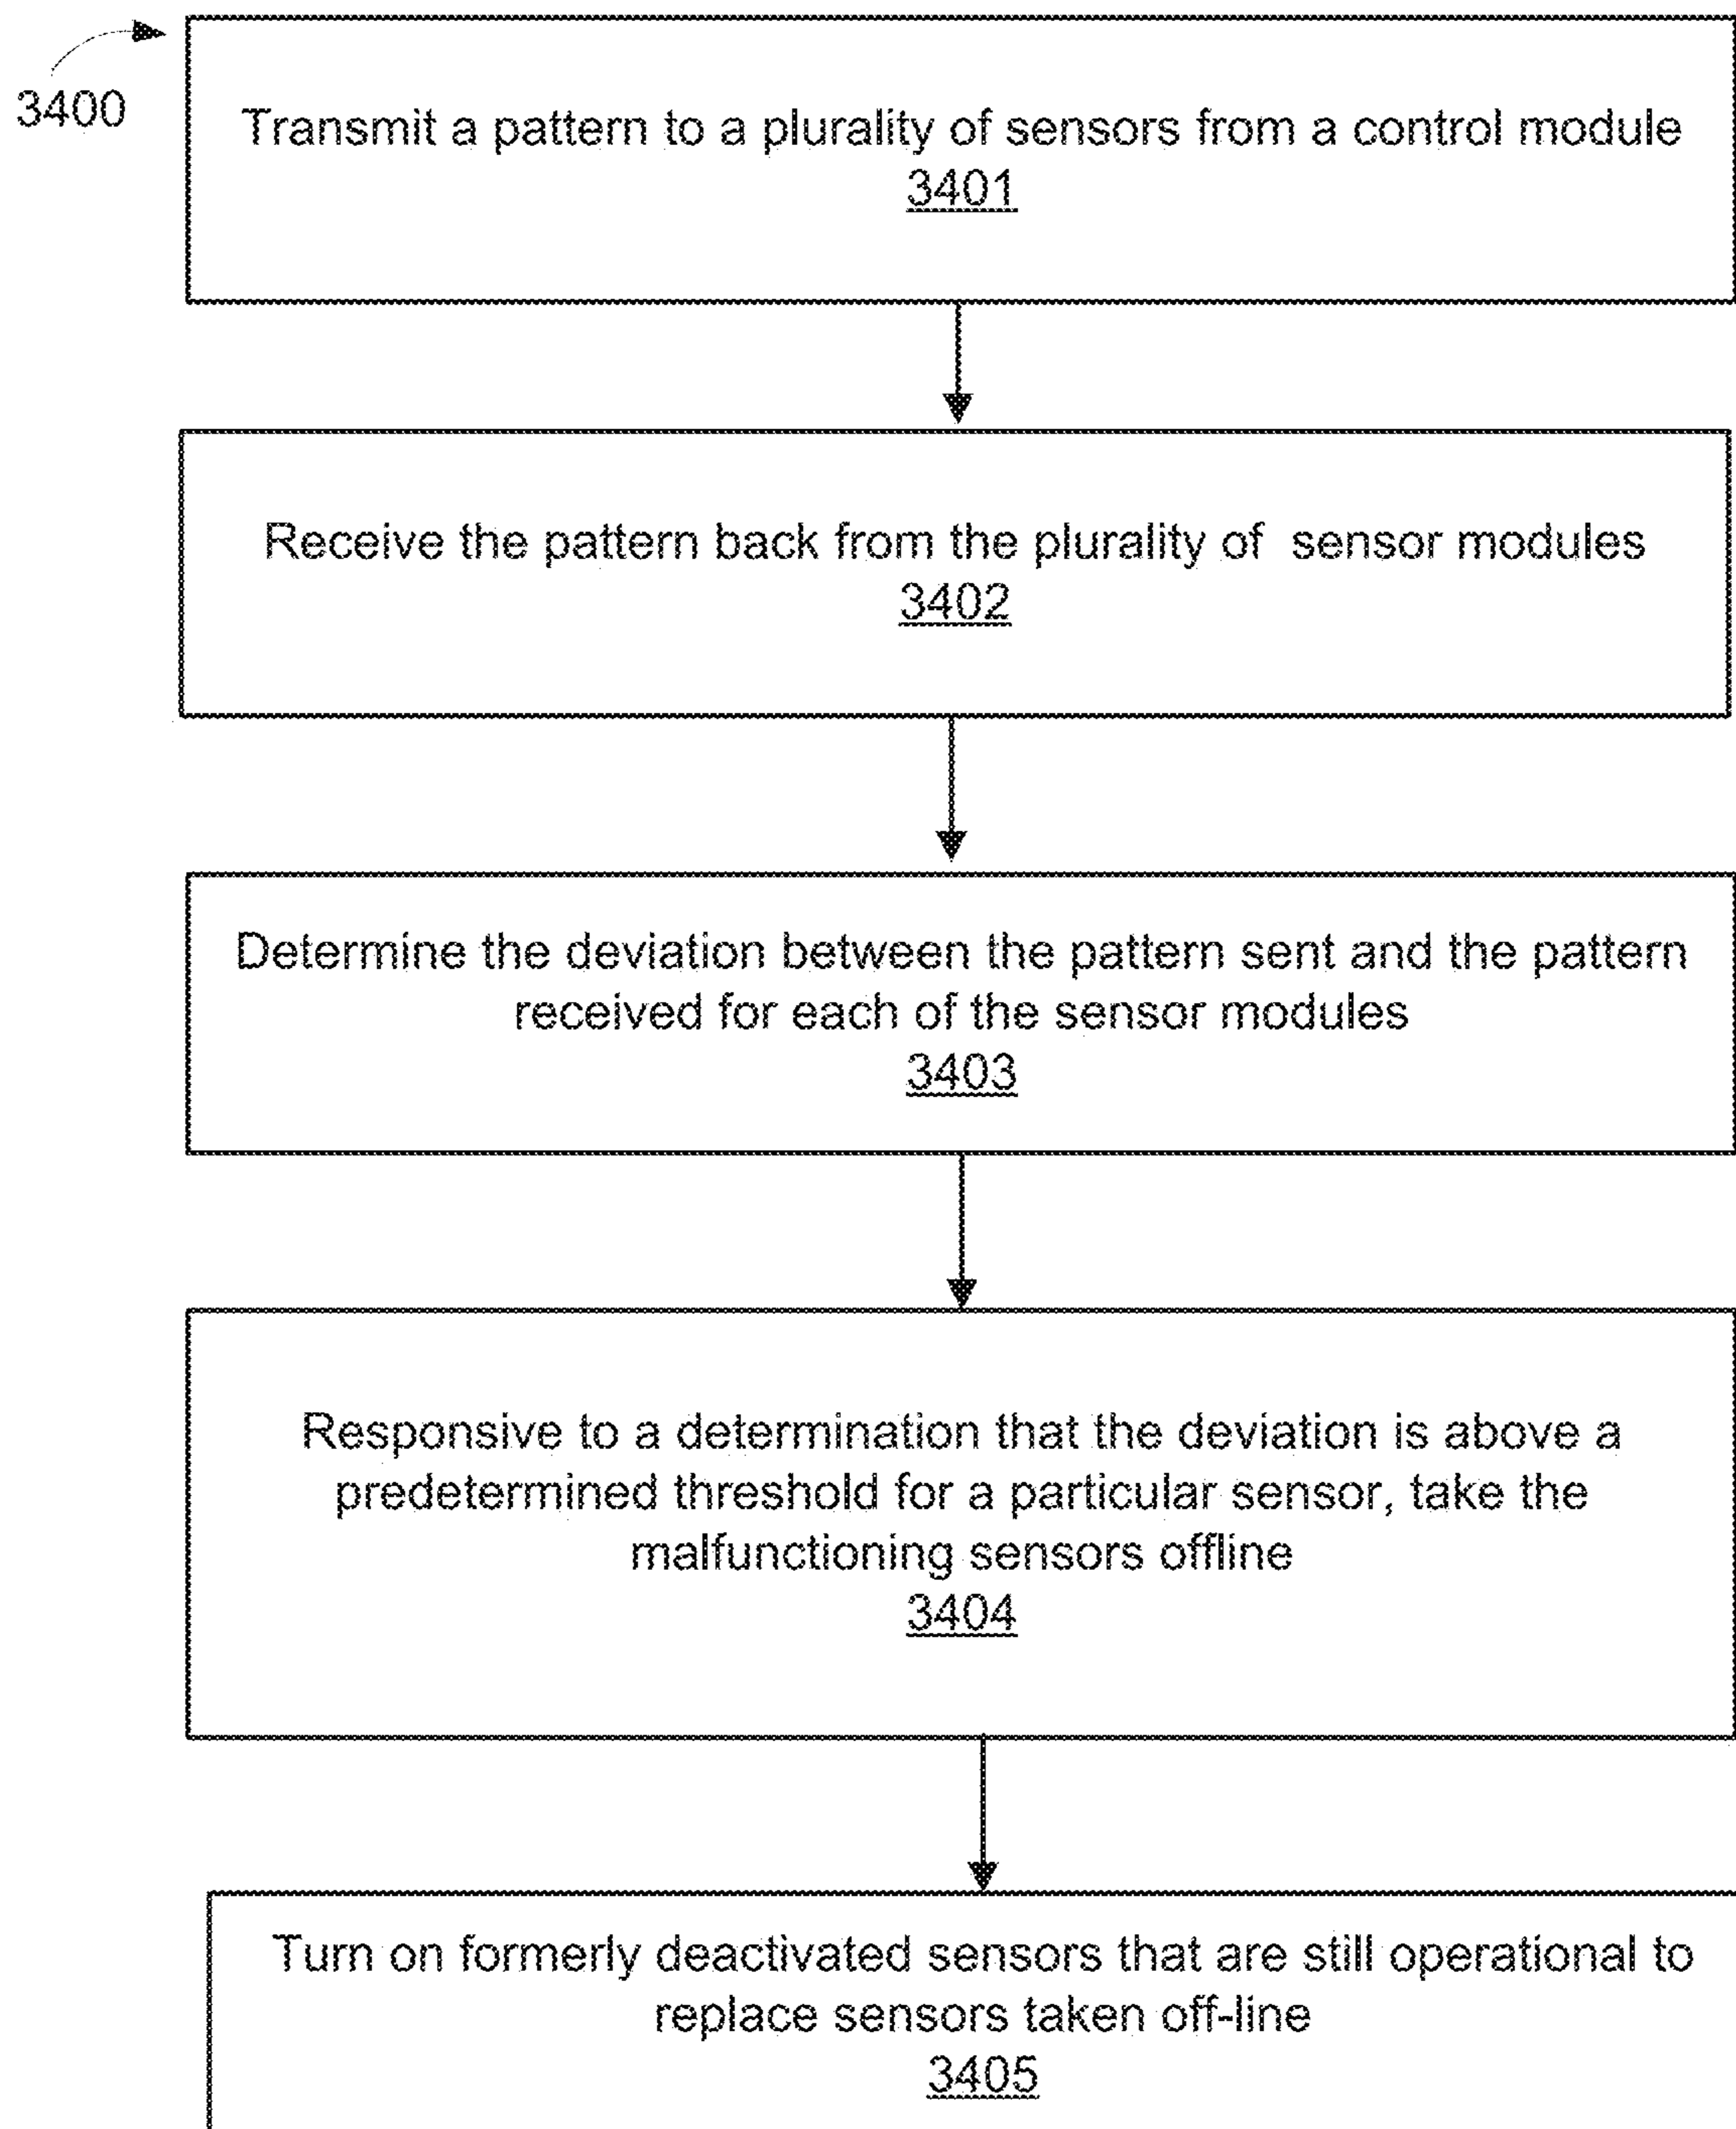 3400
Transmit a pattern to a plurality of sensors from a control module
3401
Receive the pattern back from the plurality of sensor modules
3402
Determine the deviation between the pattern sent and the pattern
received for each of the sensor modules
3403
Responsive to a determination that the deviation is above a
predetermined threshold for a particular sensor, take the
malfunctioning sensors offline
3404
Turn on formerly deactivated sensors that are still operational to
replace sensors taken off-line
3405